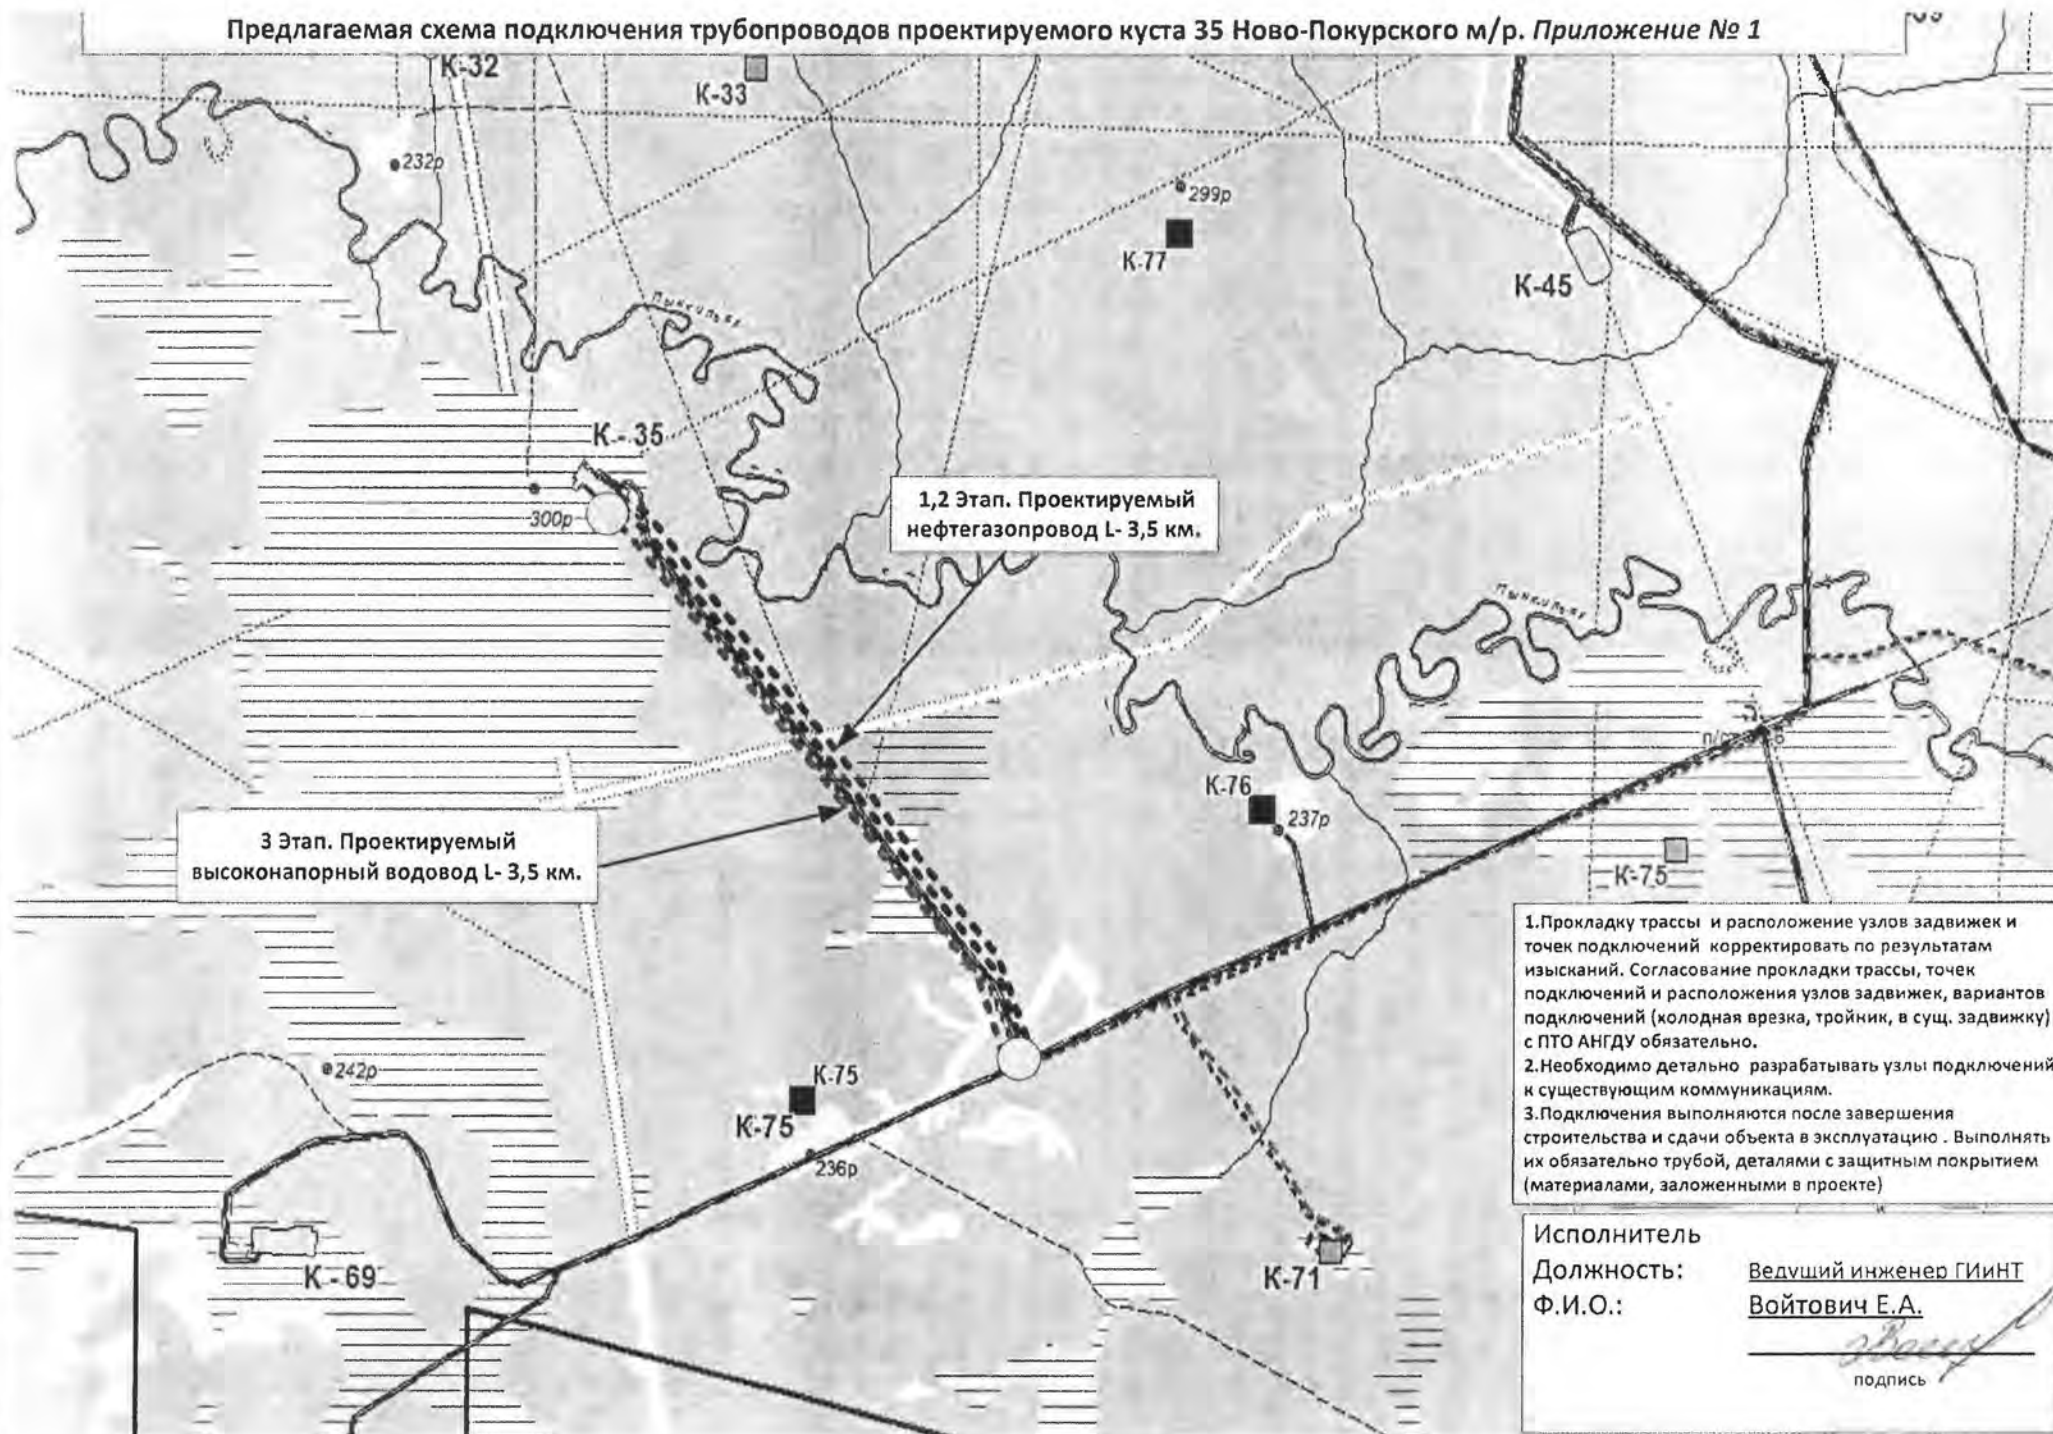 Предлагаемая схема подключения трубопроводов проектируемого куста 35 Ново-Покурского м/р. Приложение № 1
К-32
К-33
232р
299р
К-77
К-45
Пынкильяк
К - 35
300р
1,2 Этап. Проектируемый
нефтегазопровод L- 3,5 км.
Пынкильяк
К-76
237р
3 Этап. Проектируемый
высоконапорный водовод L- 3,5 км.
К-75
242р
К-75
К-75
236р
К - 69
К-71
1.Прокладку трассы и расположение узлов задвижек и
точек подключений корректировать по результатам
изысканий. Согласование прокладки трассы, точек
подключений и расположения узлов задвижек, вариантов
подключений (холодная врезка, тройник, в сущ. задвижку)
с ПТО АНГДУ обязательно.
2.Необходимо детально разрабатывать узлы подключений
к существующим коммуникациям.
3.Подключения выполняются после завершения
строительства и сдачи объекта в эксплуатацию . Выполнять
их обязательно трубой, деталями с защитным покрытием
(материалами, заложенными в проекте)
Исполнитель
Должность: Ведущий инженер ГИиНТ
Ф.И.О.: Войтович Е.А.
подпись